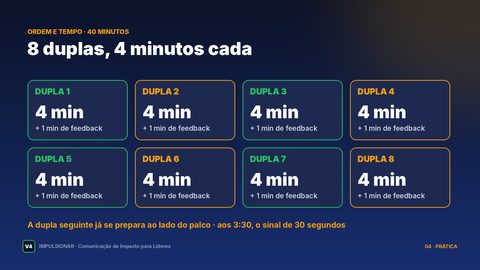 ORDEM E TEMPO · 40 MINUTOS
8 duplas, 4 minutos cada
DUPLA 1
4 min
+ 1 min de feedback
DUPLA 2
4 min
+ 1 min de feedback
DUPLA 3
4 min
+ 1 min de feedback
DUPLA 4
4 min
+ 1 min de feedback
DUPLA 5
4 min
+ 1 min de feedback
DUPLA 6
4 min
+ 1 min de feedback
DUPLA 7
4 min
+ 1 min de feedback
DUPLA 8
4 min
+ 1 min de feedback
A dupla seguinte já se prepara ao lado do palco · aos 3:30, o sinal de 30 segundos
V4 IMPULSIONAR · Comunicação de Impacto para Líderes
04 · PRÁTICA